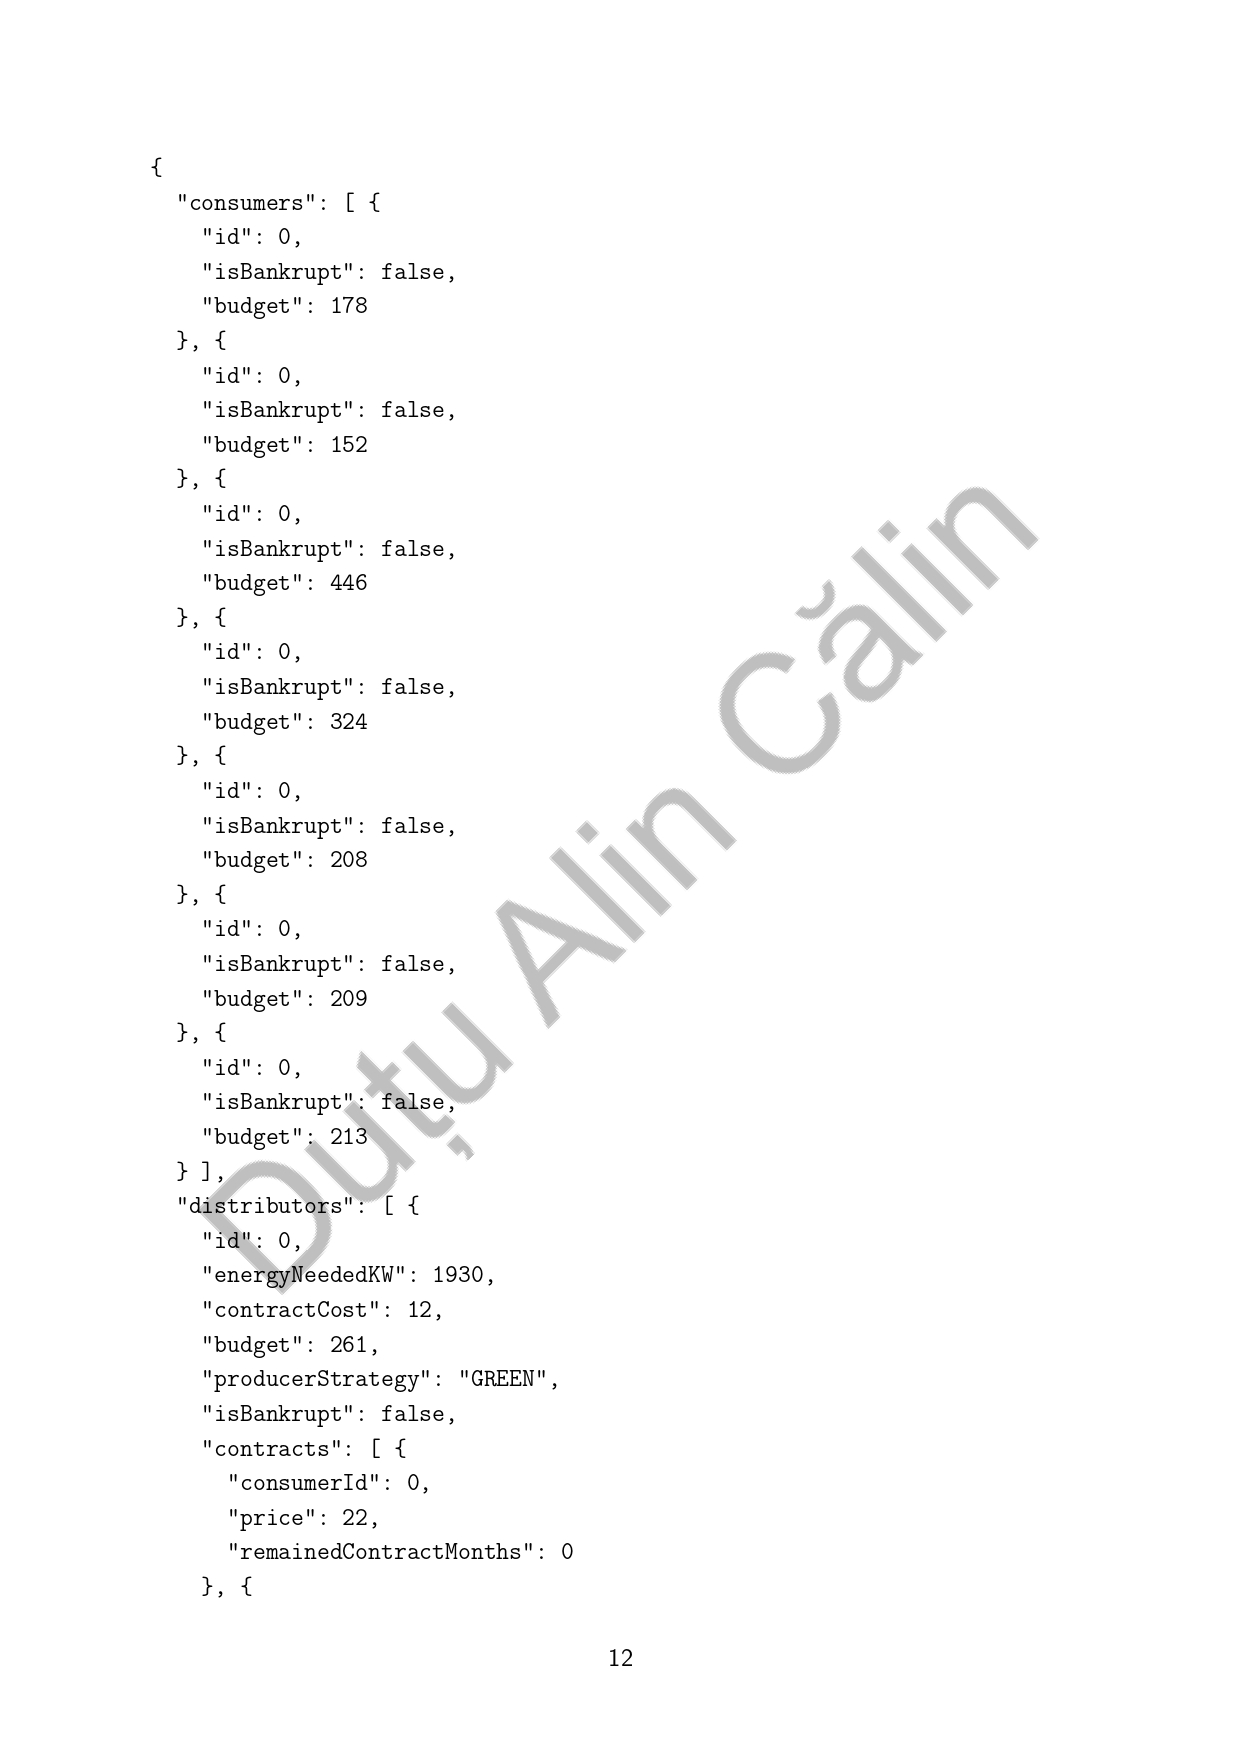 {
  "consumers": [ {
    "id": 0,
    "isBankrupt": false,
    "budget": 178
  }, {
    "id": 0,
    "isBankrupt": false,
    "budget": 152
  }, {
    "id": 0,
    "isBankrupt": false,
    "budget": 446
  }, {
    "id": 0,
    "isBankrupt": false,
    "budget": 324
  }, {
    "id": 0,
    "isBankrupt": false,
    "budget": 208
  }, {
    "id": 0,
    "isBankrupt": false,
    "budget": 209
  }, {
    "id": 0,
    "isBankrupt": false,
    "budget": 213
  } ],
  "distributors": [ {
    "id": 0,
    "energyNeededKW": 1930,
    "contractCost": 12,
    "budget": 261,
    "producerStrategy": "GREEN",
    "isBankrupt": false,
    "contracts": [ {
      "consumerId": 0,
      "price": 22,
      "remainedContractMonths": 0
    }, {
12
Duțu Alin Călin